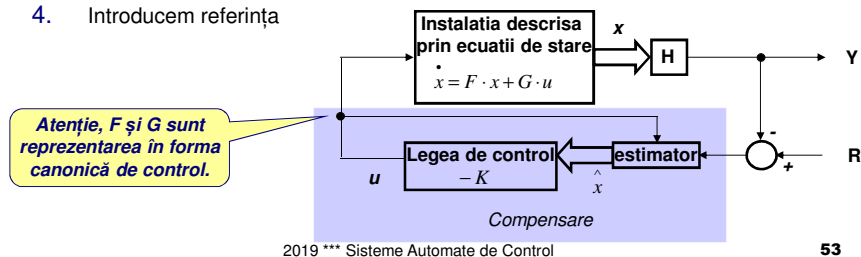 4. Introducem referința
Instalatia descrisa
prin ecuatii de stare
ẋ = F · x + G · u
x
H
Y
Atenție, F și G sunt
reprezentarea în forma
canonică de control.
Legea de control
− K
u
x̂
estimator
-
+
R
Compensare
2019 *** Sisteme Automate de Control
53